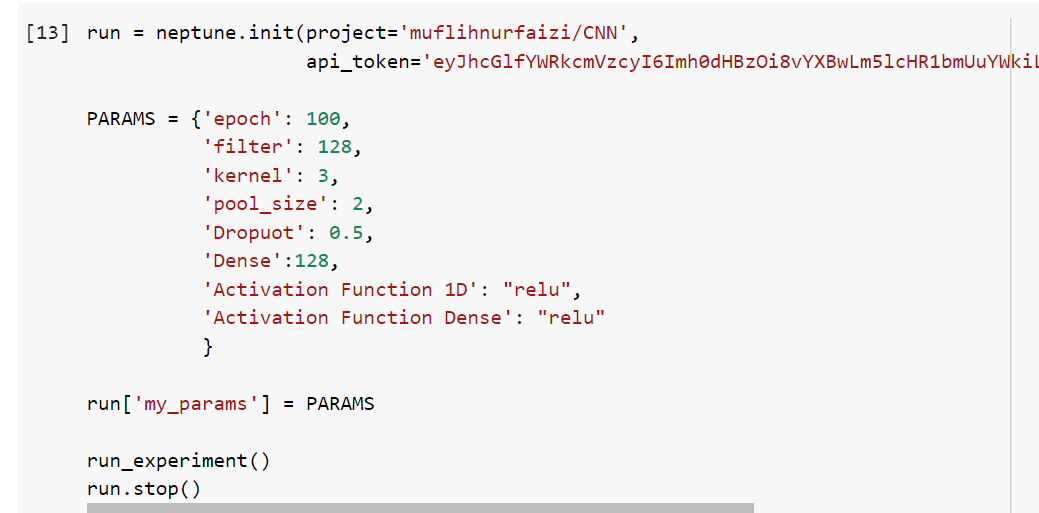 [13] run = neptune.init(project='muflihnurfaizi/CNN',
api_token='eyJhcGlfYWRkcmVzcyI6Imh0dHBzOi8vYXBwLm5lcHR1bmUuYWkiL
PARAMS = {'epoch': 100,
'filter': 128,
'kernel': 3,
'pool_size': 2,
'Dropuot': 0.5,
'Dense':128,
'Activation Function 1D': "relu",
'Activation Function Dense': "relu"
}
run['my_params'] = PARAMS
run_experiment()
run.stop()